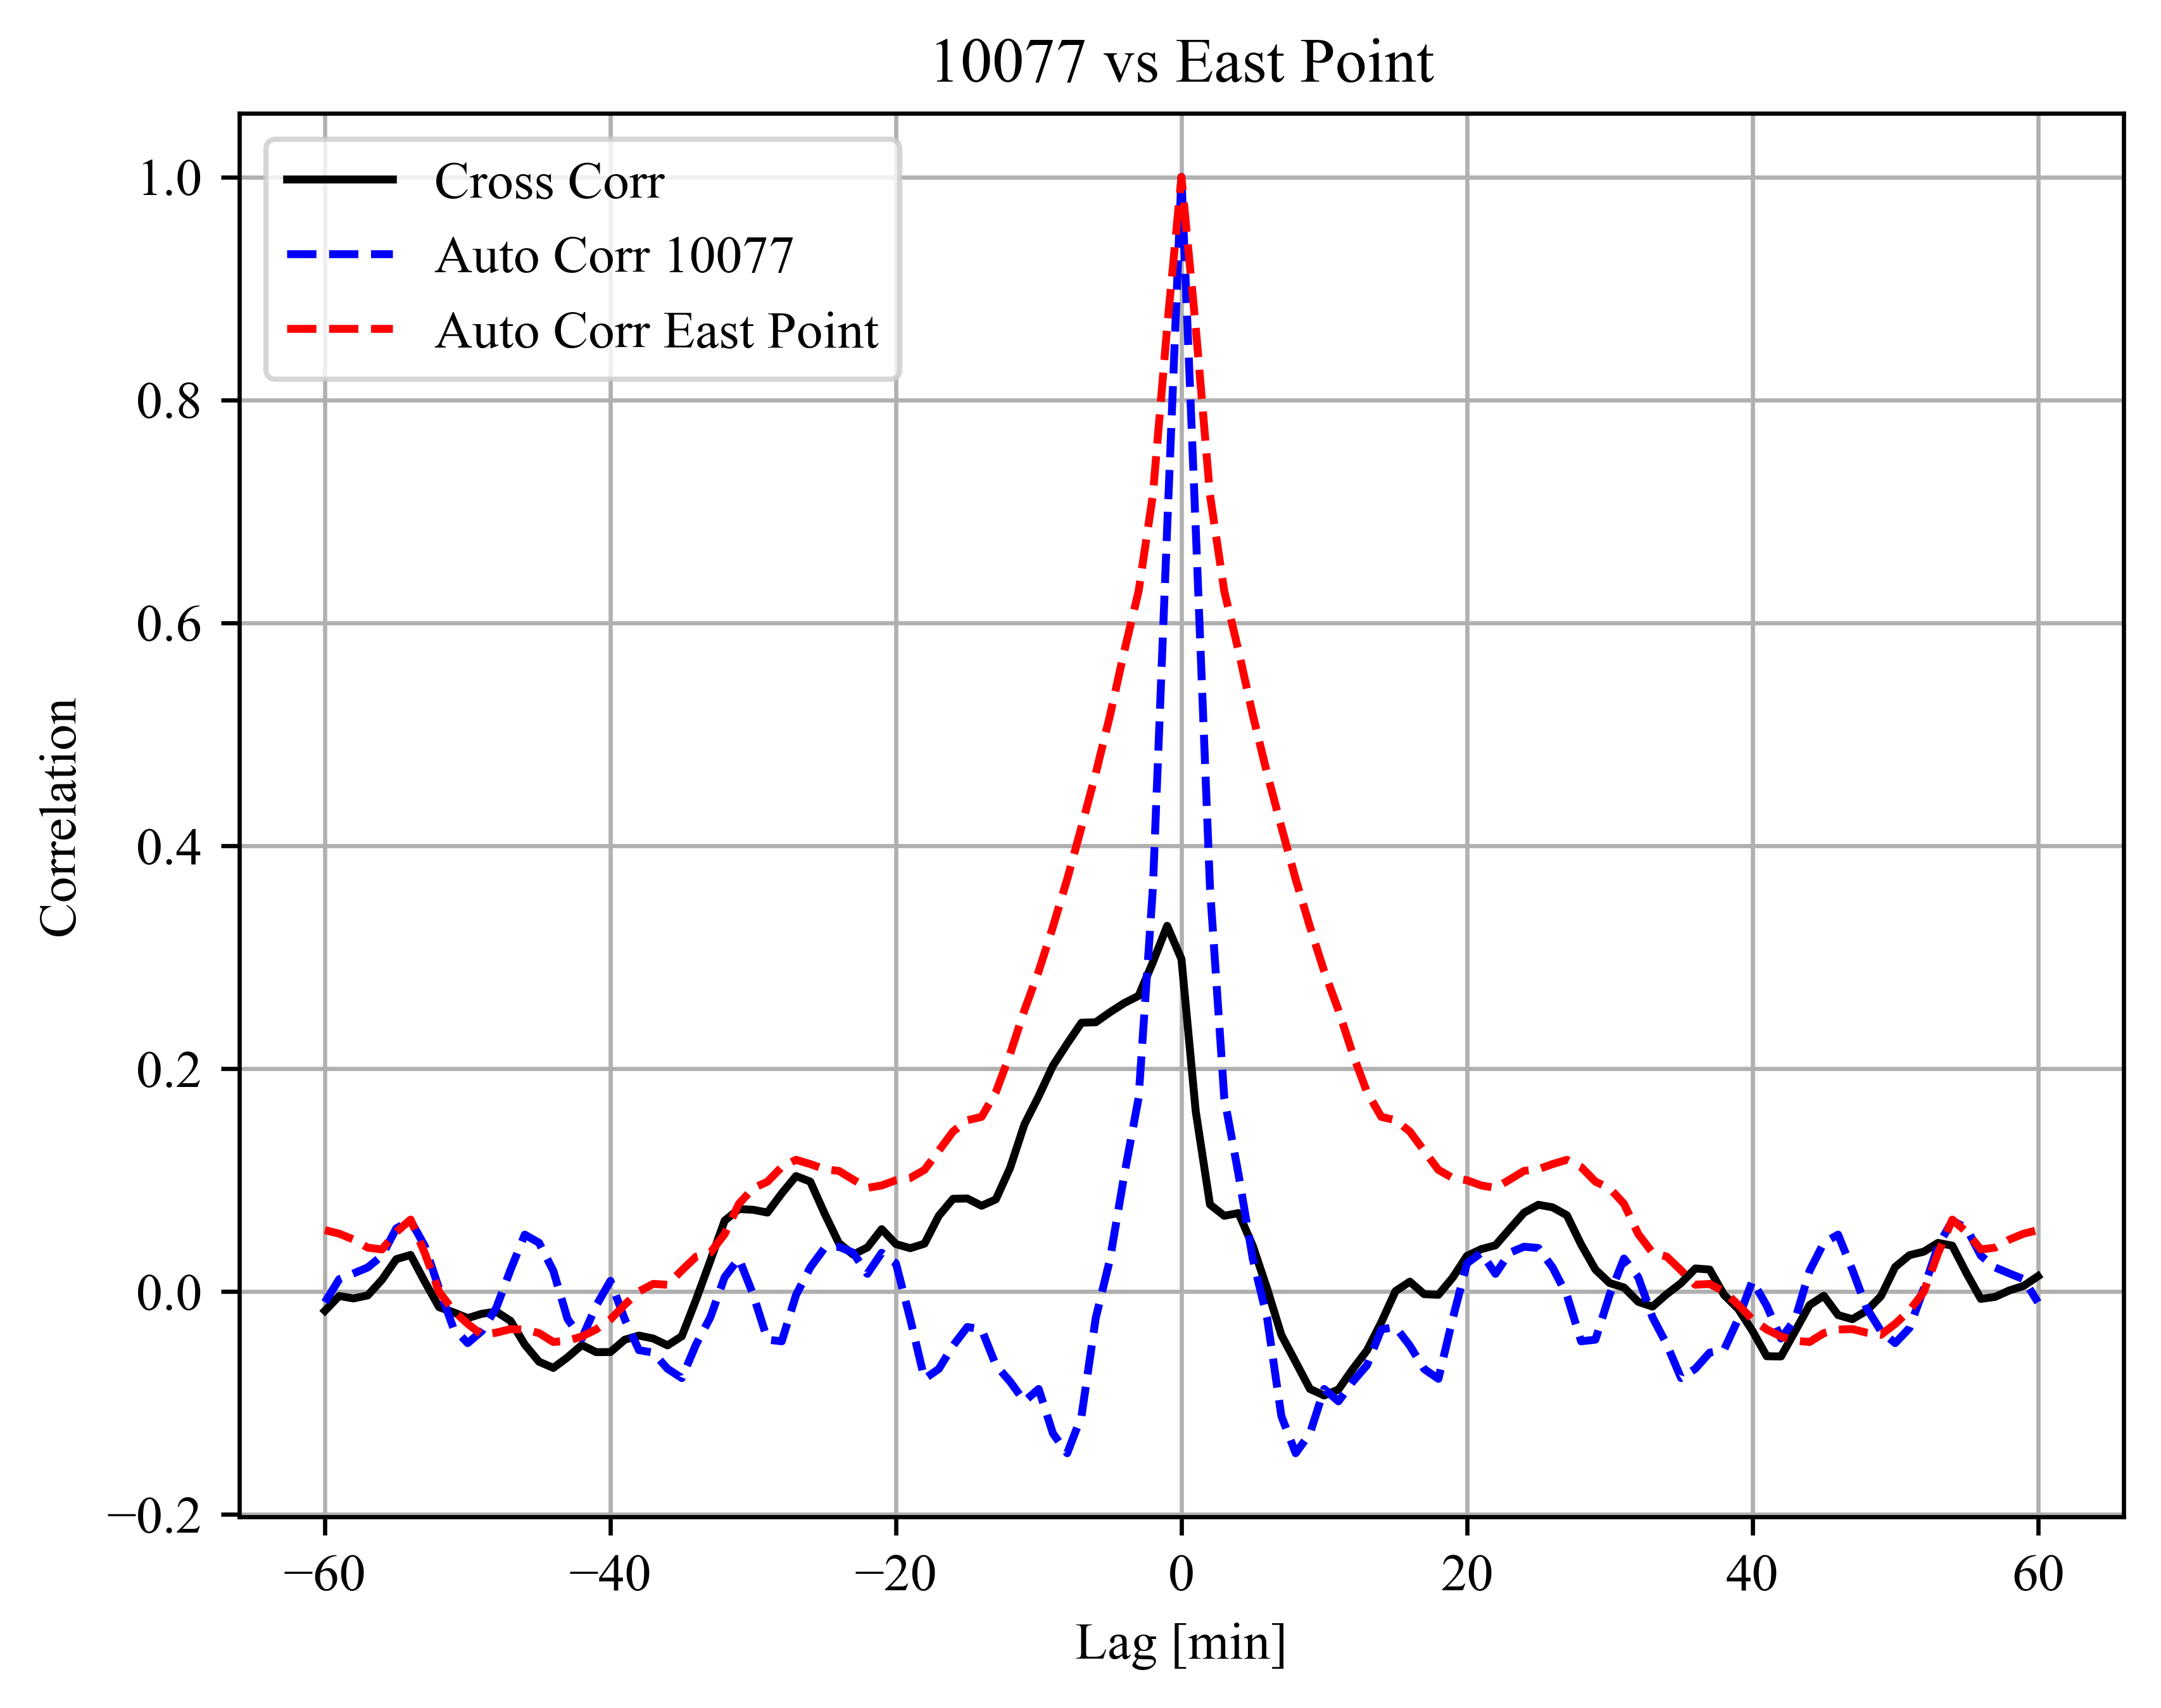 10077 vs East Point
Cross Corr
Auto Corr 10077
Auto Corr East Point
1.0
0.8
0.6
0.4
0.2
0.0
−0.2
Correlation
−60 −40 −20 0 20 40 60
Lag [min]